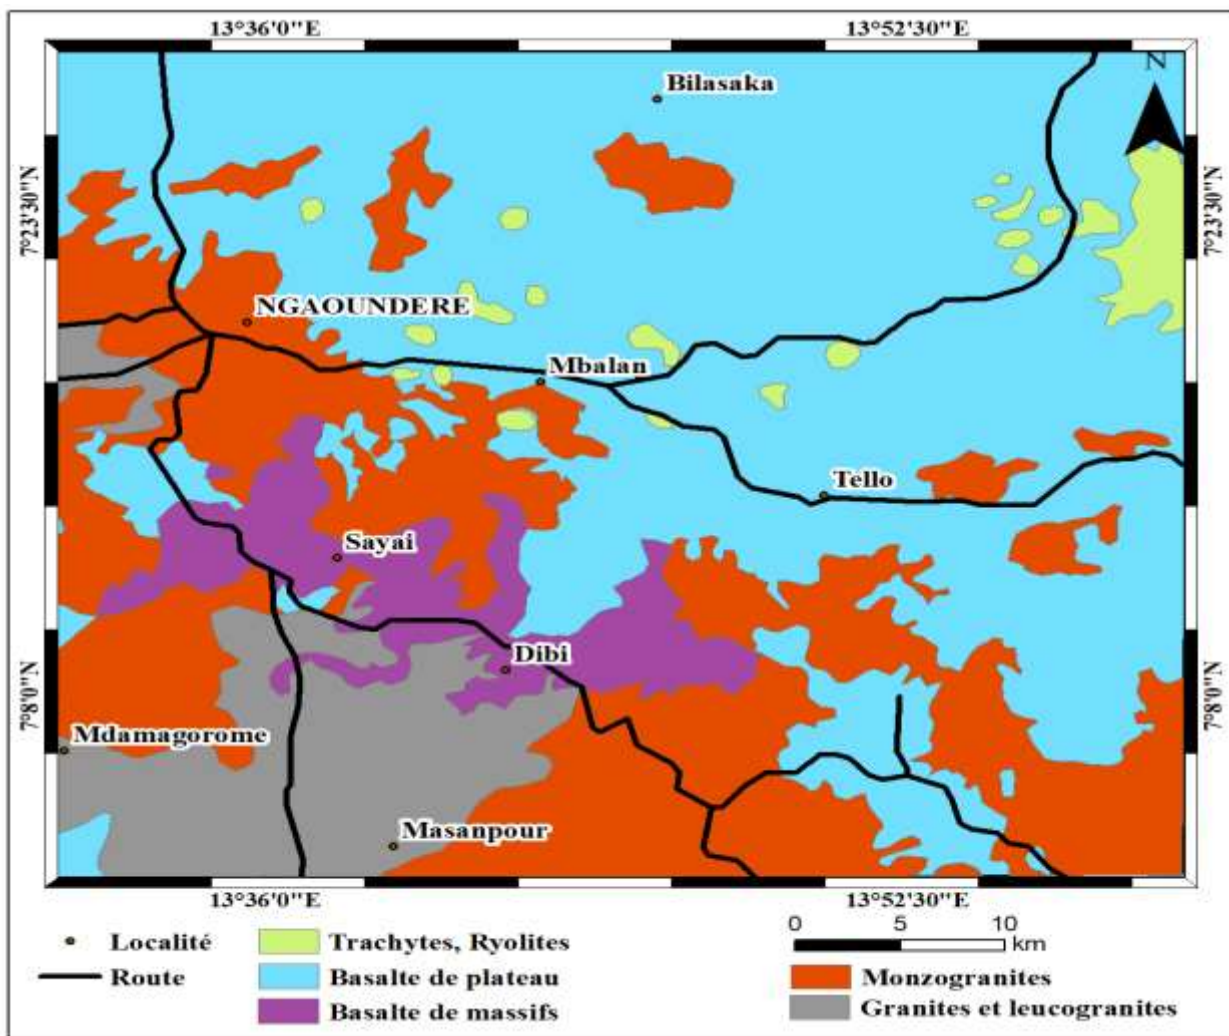 13°36'0"E 13°52'30"E
N
Bilasaka
7°23'30"N 7°23'30"N
NGAOUNDERE
Mbalan
Tello
Sayai
Dibi
7°8'0"N 7°8'0"N
Mdamagorome
Masanpour
13°36'0"E 13°52'30"E
0 5 10
km
Localité
Route
Trachytes, Ryolites
Basalte de plateau
Basalte de massifs
Monzogranites
Granites et leucogranites